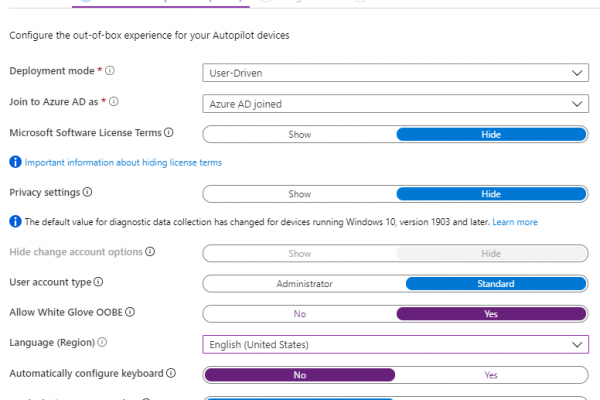 Configure the out-of-box experience for your Autopilot devices
Deployment mode * User-Driven
Join to Azure AD as * Azure AD joined
Microsoft Software License Terms Show Hide
Important information about hiding license terms
Privacy settings Show Hide
The default value for diagnostic data collection has changed for devices running Windows 10, version 1903 and later. Learn more
Hide change account options Show Hide
User account type Administrator Standard
Allow White Glove OOBE No Yes
Language (Region) English (United States)
Automatically configure keyboard No Yes